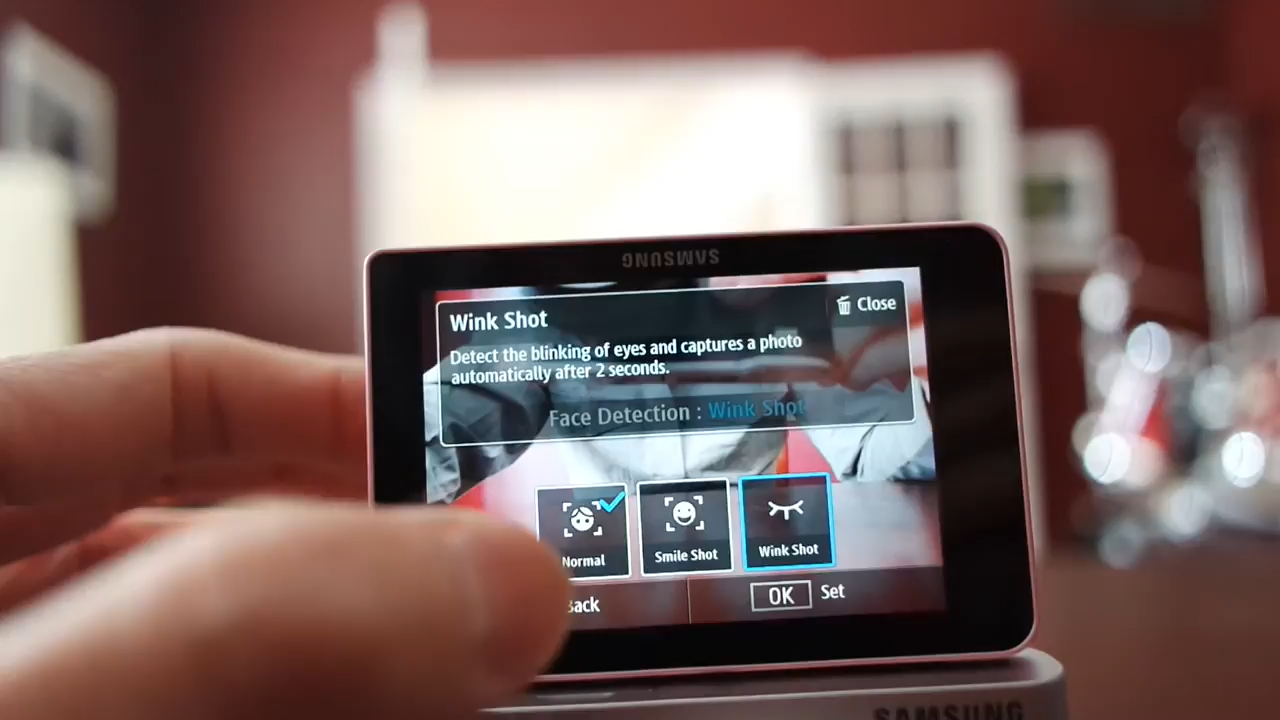 SAMSUNG
Wink Shot
Close
Detect the blinking of eyes and captures a photo
automatically after 2 seconds.
Face Detection : Wink Shot
Normal
Smile Shot
Wink Shot
Back
OK Set
SAMSUNG